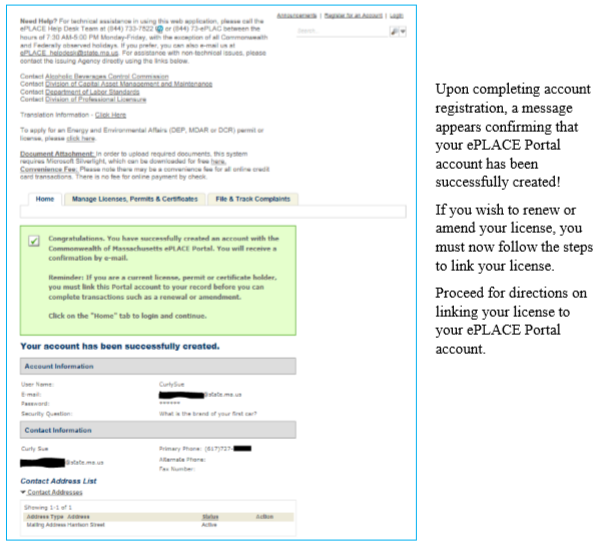 Announcements | Register for an Account | Login
Need Help? For technical assistance in using this web application, please call the
ePLACE Help Desk Team at (844) 733-7822 or (844) 73-ePLAC between the
hours of 7:30 AM-5:00 PM Monday-Friday, with the exception of all Commonwealth
and Federally observed holidays. If you prefer, you can also e-mail us at
ePLACE_helpdesk@state.ma.us. For assistance with non-technical issues, please
contact the issuing Agency directly using the links below.
Search...
Contact Alcoholic Beverages Control Commission
Contact Division of Capital Asset Management and Maintenance
Contact Department of Labor Standards
Contact Division of Professional Licensure
Translation Information - Click Here
To apply for an Energy and Environmental Affairs (DEP, MDAR or DCR) permit or
license, please click here.
Document Attachment: In order to upload required documents, this system
requires Microsoft Silverlight, which can be downloaded for free here.
Convenience Fee: Please note there may be a convenience fee for all online credit
card transactions. There is no fee for online payment by check.
Home Manage Licenses, Permits & Certificates File & Track Complaints
Congratulations. You have successfully created an account with the
Commonwealth of Massachusetts ePLACE Portal. You will receive a
confirmation by e-mail.
Reminder: If you are a current license, permit or certificate holder,
you must link this Portal account to your record before you can
complete transactions such as a renewal or amendment.
Click on the "Home" tab to login and continue.
Your account has been successfully created.
Account Information
User Name: CurlySue
E-mail: @state.ma.us
Password: ******
Security Question: What is the brand of your first car?
Contact Information
Curly Sue Primary Phone: (617)727-
@state.ma.us Alternate Phone:
Fax Number:
Contact Address List
Contact Addresses
Showing 1-1 of 1
Address Type Address Status Action
Mailing Address Harrison Street Active
Upon completing account
registration, a message
appears confirming that
your ePLACE Portal
account has been
successfully created!
If you wish to renew or
amend your license, you
must now follow the steps
to link your license.
Proceed for directions on
linking your license to
your ePLACE Portal
account.